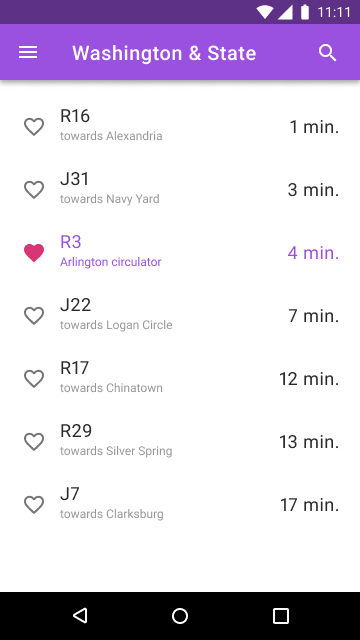 11:11
Washington & State
R16
1 min.
towards Alexandria
J31
3 min.
towards Navy Yard
R3
4 min.
Arlington circulator
J22
7 min.
towards Logan Circle
R17
12 min.
towards Chinatown
R29
13 min.
towards Silver Spring
J7
17 min.
towards Clarksburg